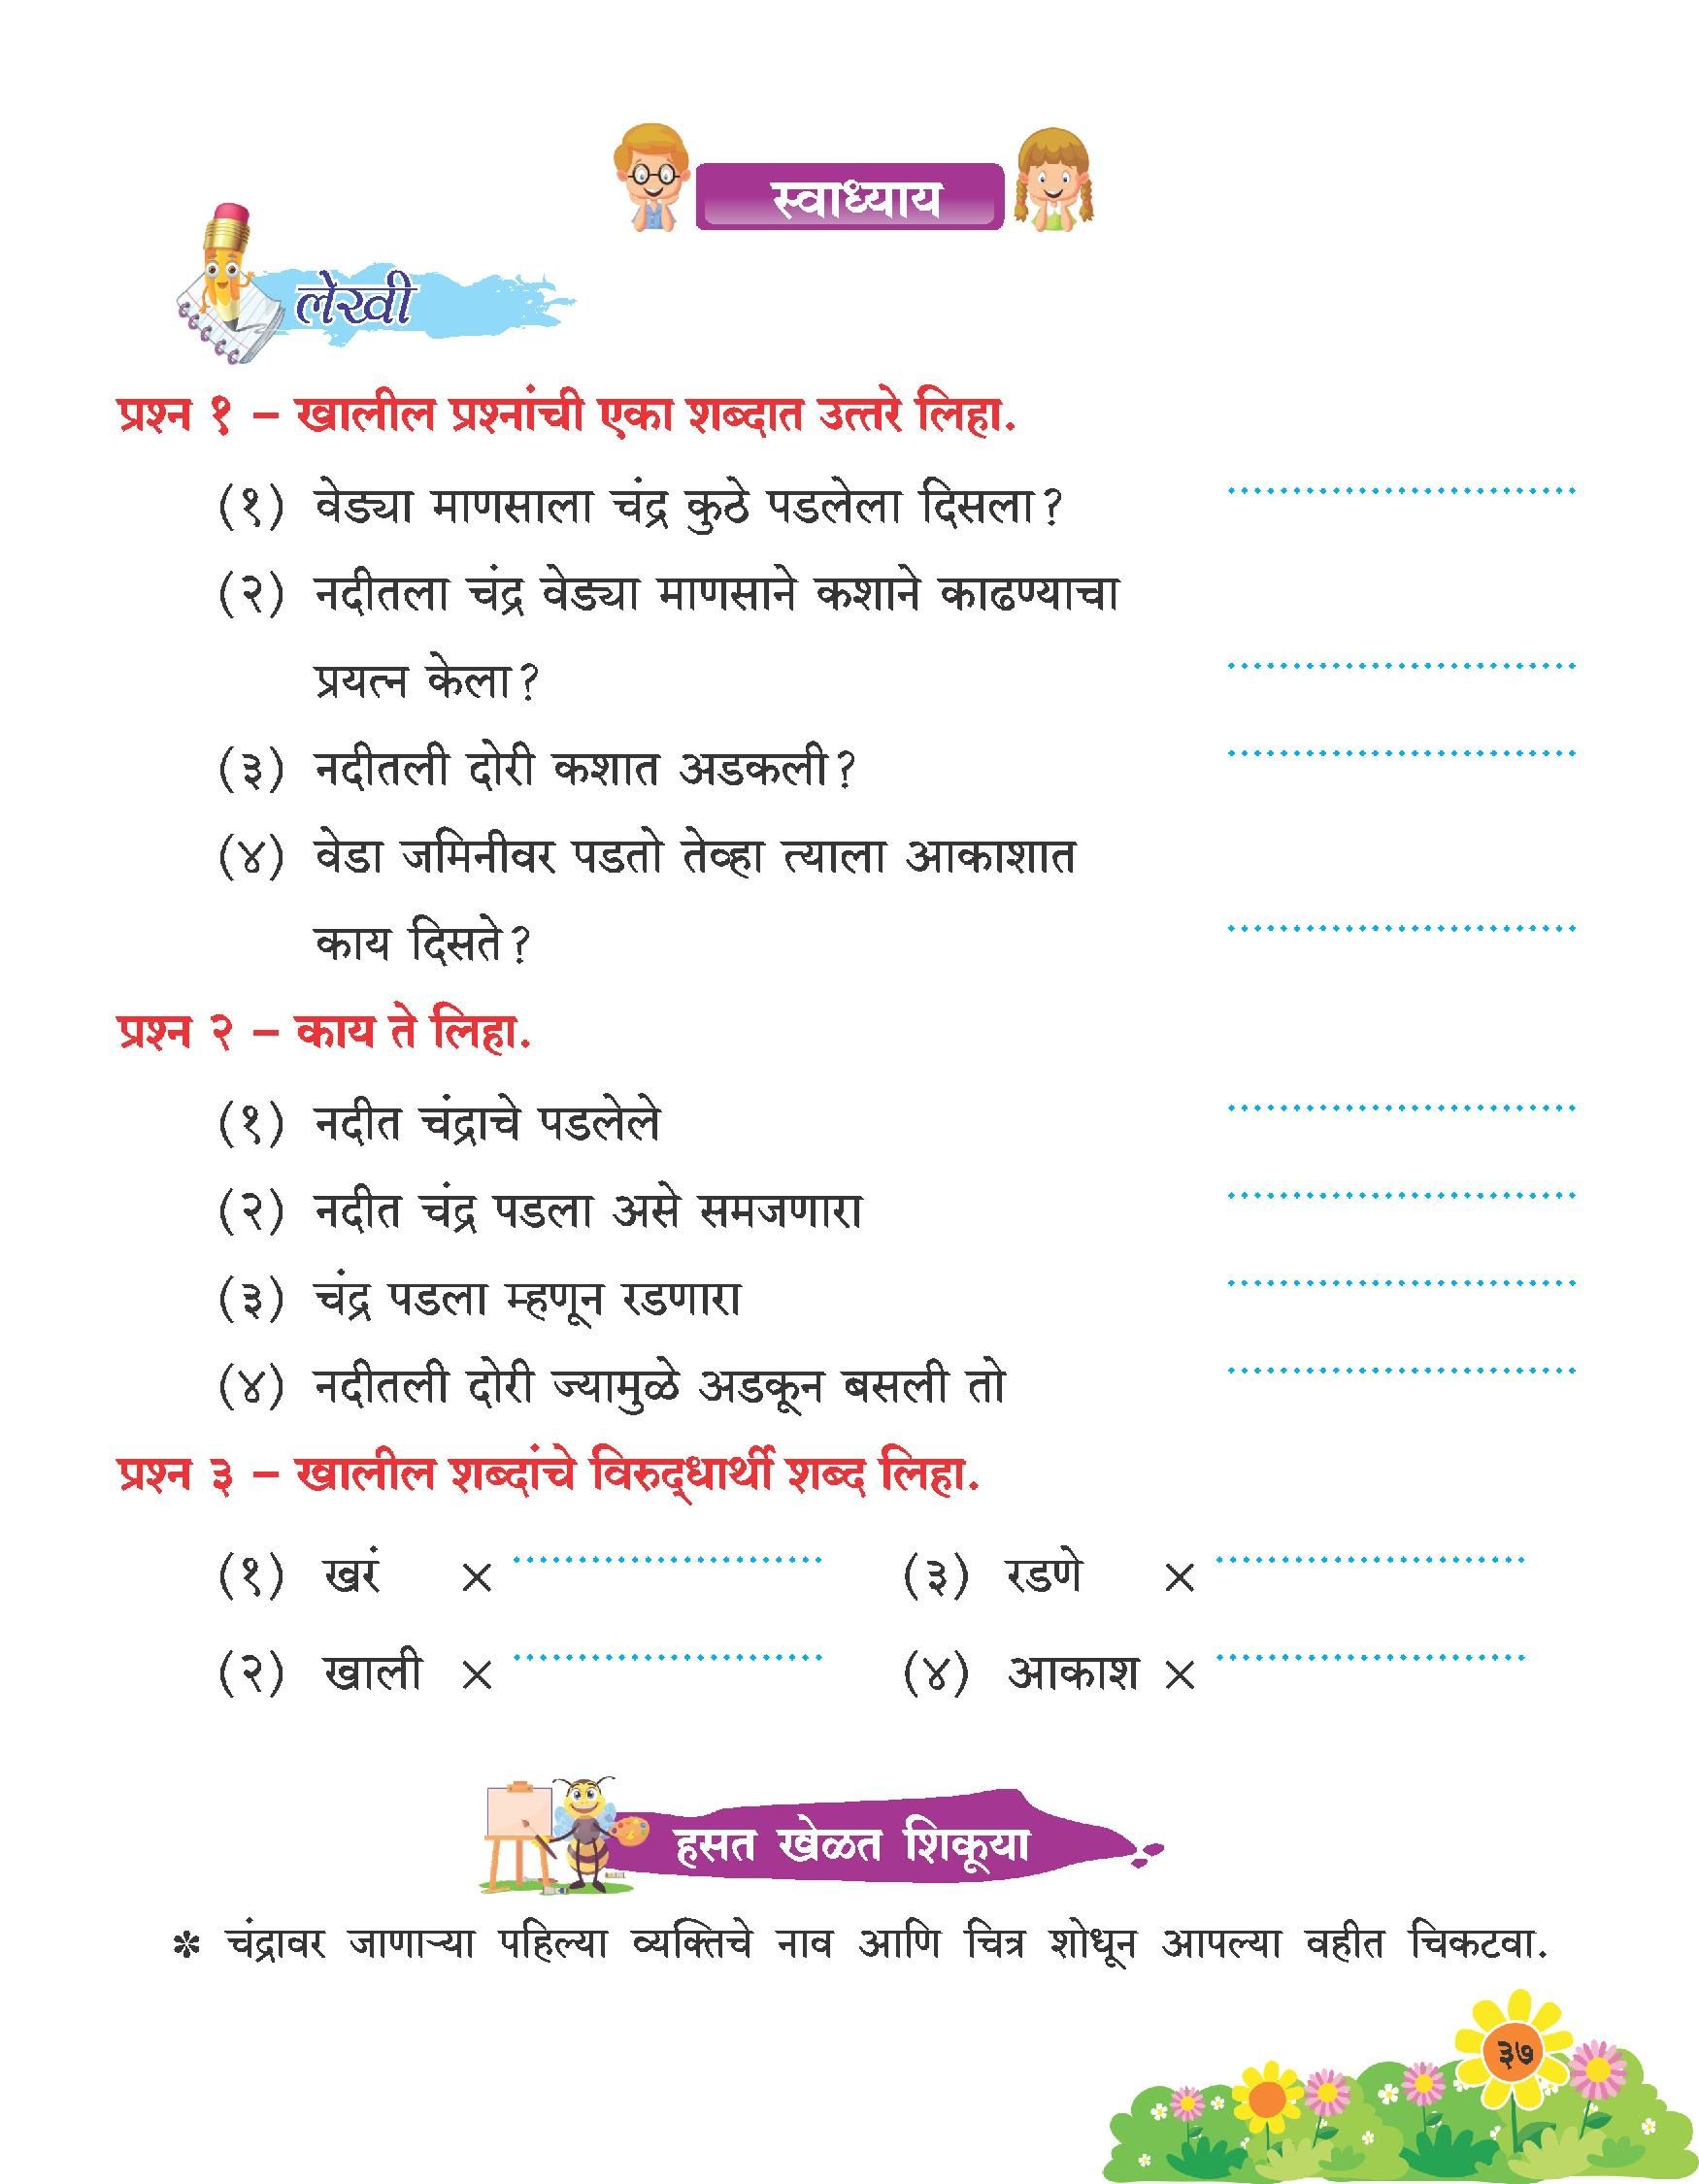 स्वाध्याय
लेखी
प्रश्न १ – खालील प्रश्नांची एका शब्दात उत्तरे लिहा.
(१) वेड्या माणसाला चंद्र कुठे पडलेला दिसला?
(२) नदीतला चंद्र वेड्या माणसाने कशाने काढण्याचा
प्रयत्न केला?
(३) नदीतली दोरी कशात अडकली?
(४) वेडा जमिनीवर पडतो तेव्हा त्याला आकाशात
काय दिसते?
प्रश्न २ – काय ते लिहा.
(१) नदीत चंद्राचे पडलेले
(२) नदीत चंद्र पडला असे समजणारा
(३) चंद्र पडला म्हणून रडणारा
(४) नदीतली दोरी ज्यामुळे अडकून बसली तो
प्रश्न ३ – खालील शब्दांचे विरुद्धार्थी शब्द लिहा.
(१) खरं × (३) रडणे ×
(२) खाली × (४) आकाश ×
हसत खेळत शिकूया
✽ चंद्रावर जाणाऱ्या पहिल्या व्यक्तिचे नाव आणि चित्र शोधून आपल्या वहीत चिकटवा.
३७